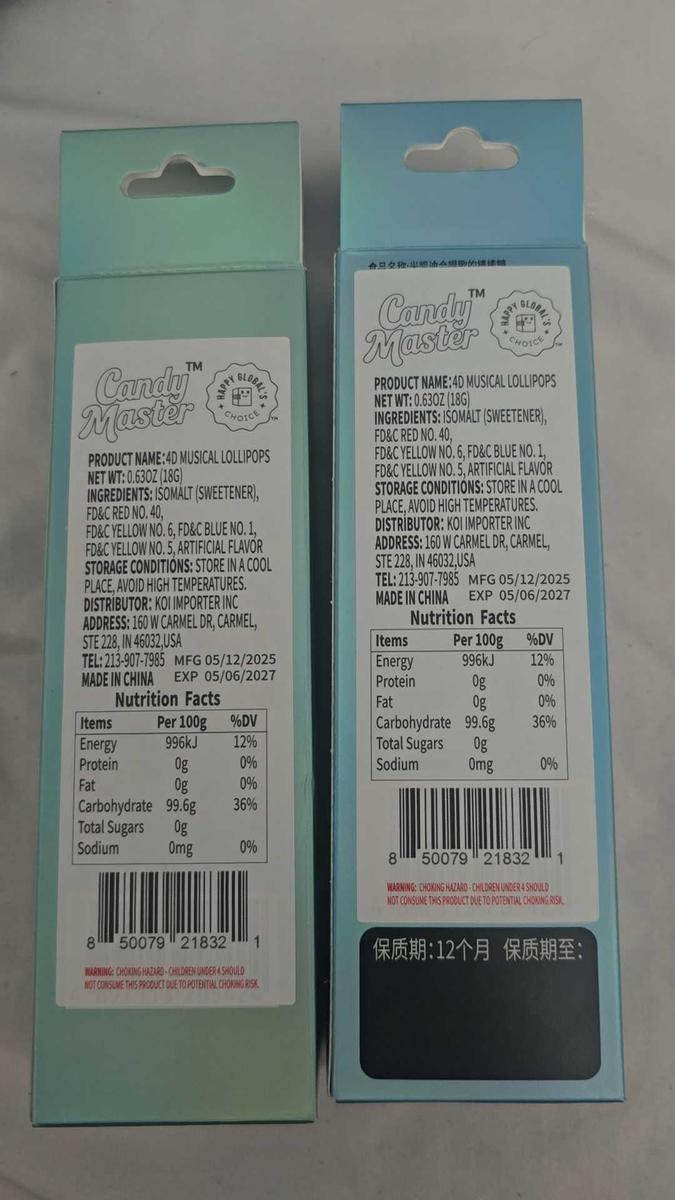 Candy Master™
HAPPY GLOBAL'S CHOICE™
PRODUCT NAME:4D MUSICAL LOLLIPOPS
NET WT: 0.63OZ (18G)
INGREDIENTS: ISOMALT (SWEETENER),
FD&C RED NO. 40,
FD&C YELLOW NO. 6, FD&C BLUE NO. 1,
FD&C YELLOW NO. 5, ARTIFICIAL FLAVOR
STORAGE CONDITIONS: STORE IN A COOL
PLACE, AVOID HIGH TEMPERATURES.
DISTRIBUTOR: KOI IMPORTER INC
ADDRESS: 160 W CARMEL DR, CARMEL,
STE 228, IN 46032,USA
TEL: 213-907-7985 MFG 05/12/2025
MADE IN CHINA EXP 05/06/2027
Nutrition Facts
Items Per 100g %DV
Energy 996kJ 12%
Protein 0g 0%
Fat 0g 0%
Carbohydrate 99.6g 36%
Total Sugars 0g
Sodium 0mg 0%
8 50079 21832 1
WARNING: CHOKING HAZARD - CHILDREN UNDER 4 SHOULD
NOT CONSUME THIS PRODUCT DUE TO POTENTIAL CHOKING RISK.
食品名称:
Candy Master™
HAPPY GLOBAL'S CHOICE™
PRODUCT NAME:4D MUSICAL LOLLIPOPS
NET WT: 0.63OZ (18G)
INGREDIENTS: ISOMALT (SWEETENER),
FD&C RED NO. 40,
FD&C YELLOW NO. 6, FD&C BLUE NO. 1,
FD&C YELLOW NO. 5, ARTIFICIAL FLAVOR
STORAGE CONDITIONS: STORE IN A COOL
PLACE, AVOID HIGH TEMPERATURES.
DISTRIBUTOR: KOI IMPORTER INC
ADDRESS: 160 W CARMEL DR, CARMEL,
STE 228, IN 46032,USA
TEL: 213-907-7985 MFG 05/12/2025
MADE IN CHINA EXP 05/06/2027
Nutrition Facts
Items Per 100g %DV
Energy 996kJ 12%
Protein 0g 0%
Fat 0g 0%
Carbohydrate 99.6g 36%
Total Sugars 0g
Sodium 0mg 0%
8 50079 21832 1
WARNING: CHOKING HAZARD - CHILDREN UNDER 4 SHOULD
NOT CONSUME THIS PRODUCT DUE TO POTENTIAL CHOKING RISK.
保质期:12个月 保质期至: